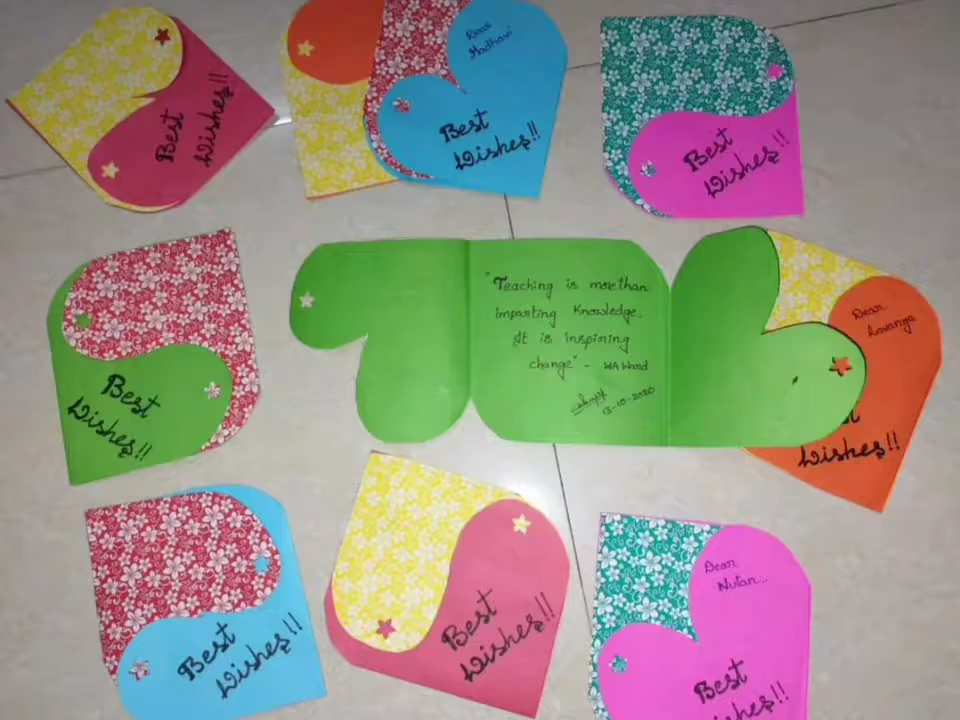 Best
Wishes!!
Dear
Madhavi
Best
Wishes!!
Best
Wishes!!
"Teaching is more than
Imparting Knowledge.
It is inspiring
change" - WA Ward
13-10-2020
Dear
Lavanya
Wishes!!
Best
Wishes!!
Best
Wishes!!
Best
Wishes!!
Dear
Nutan..
Best
Wishes!!